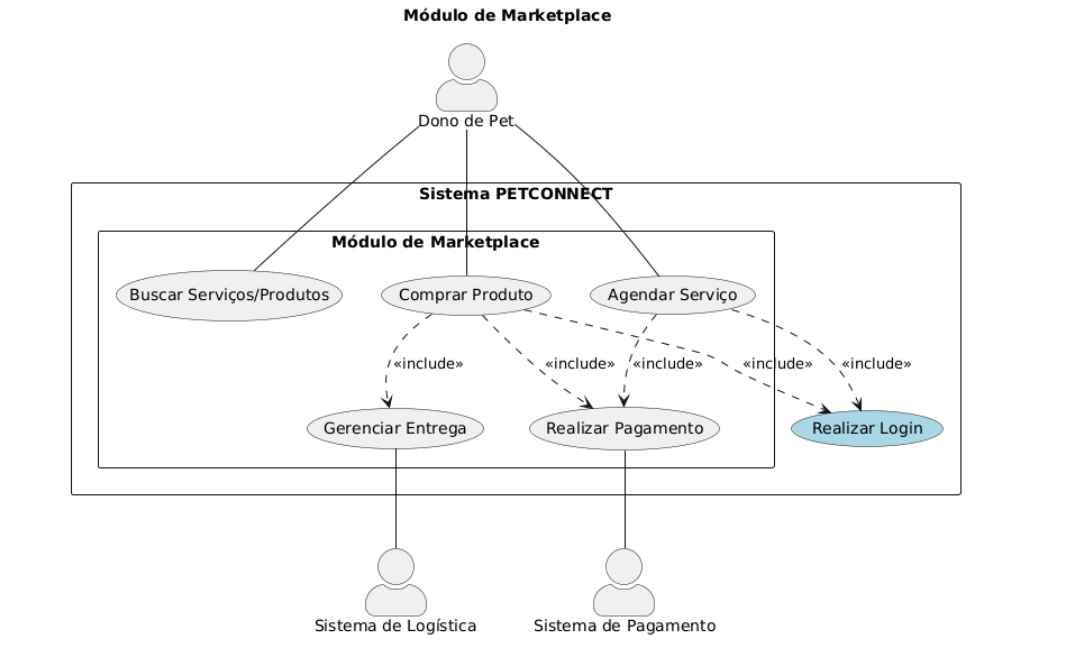 Módulo de Marketplace
Dono de Pet
Sistema PETCONNECT
Módulo de Marketplace
Buscar Serviços/Produtos
Comprar Produto
Agendar Serviço
«include»
«include»
«include»
«include»
«include»
Gerenciar Entrega
Realizar Pagamento
Realizar Login
Sistema de Logística
Sistema de Pagamento